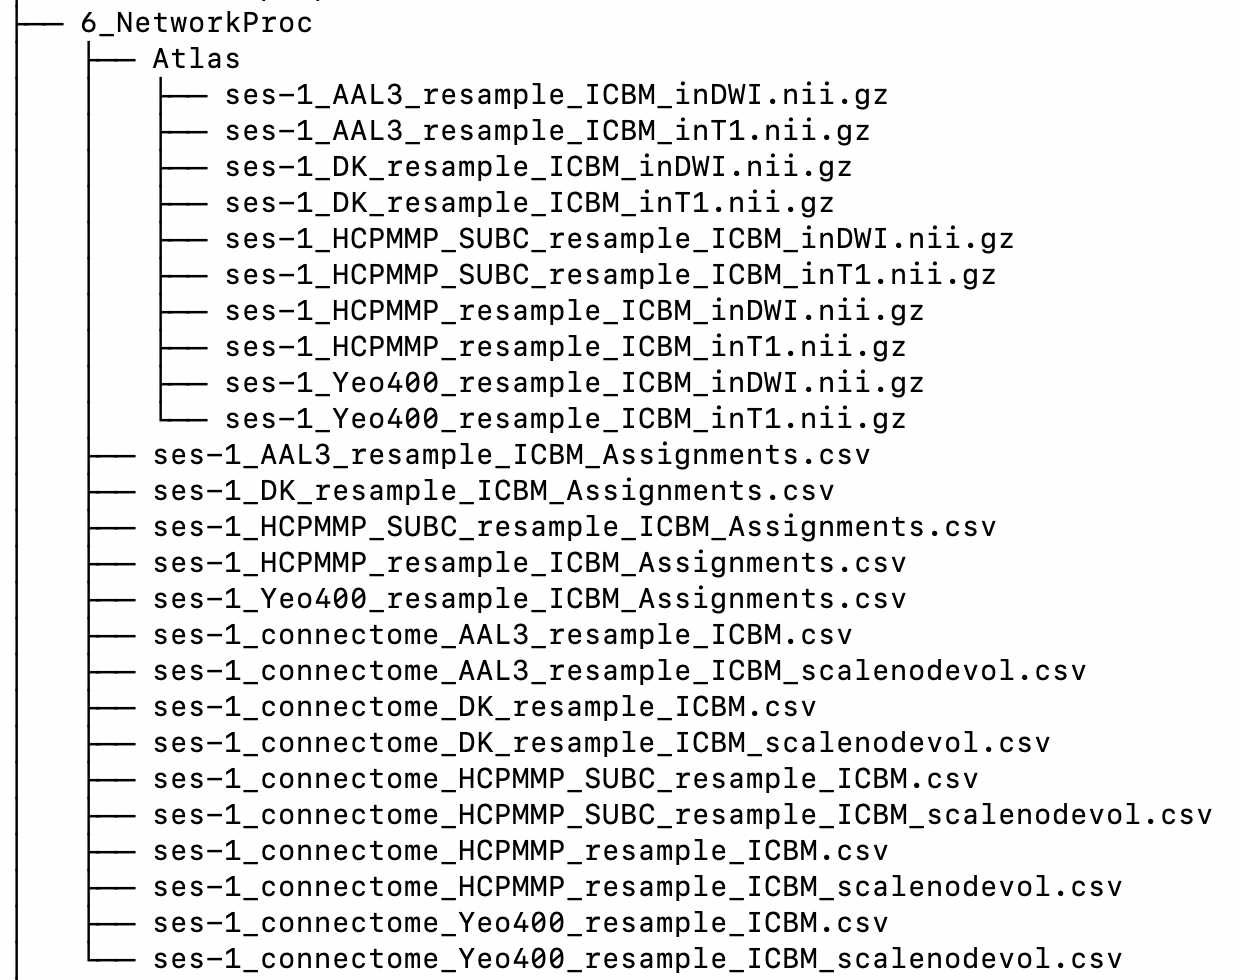 ├── 6_NetworkProc
│   ├── Atlas
│   │   ├── ses-1_AAL3_resample_ICBM_inDWI.nii.gz
│   │   ├── ses-1_AAL3_resample_ICBM_inT1.nii.gz
│   │   ├── ses-1_DK_resample_ICBM_inDWI.nii.gz
│   │   ├── ses-1_DK_resample_ICBM_inT1.nii.gz
│   │   ├── ses-1_HCPMMP_SUBC_resample_ICBM_inDWI.nii.gz
│   │   ├── ses-1_HCPMMP_SUBC_resample_ICBM_inT1.nii.gz
│   │   ├── ses-1_HCPMMP_resample_ICBM_inDWI.nii.gz
│   │   ├── ses-1_HCPMMP_resample_ICBM_inT1.nii.gz
│   │   ├── ses-1_Yeo400_resample_ICBM_inDWI.nii.gz
│   │   └── ses-1_Yeo400_resample_ICBM_inT1.nii.gz
│   ├── ses-1_AAL3_resample_ICBM_Assignments.csv
│   ├── ses-1_DK_resample_ICBM_Assignments.csv
│   ├── ses-1_HCPMMP_SUBC_resample_ICBM_Assignments.csv
│   ├── ses-1_HCPMMP_resample_ICBM_Assignments.csv
│   ├── ses-1_Yeo400_resample_ICBM_Assignments.csv
│   ├── ses-1_connectome_AAL3_resample_ICBM.csv
│   ├── ses-1_connectome_AAL3_resample_ICBM_scalenodevol.csv
│   ├── ses-1_connectome_DK_resample_ICBM.csv
│   ├── ses-1_connectome_DK_resample_ICBM_scalenodevol.csv
│   ├── ses-1_connectome_HCPMMP_SUBC_resample_ICBM.csv
│   ├── ses-1_connectome_HCPMMP_SUBC_resample_ICBM_scalenodevol.csv
│   ├── ses-1_connectome_HCPMMP_resample_ICBM.csv
│   ├── ses-1_connectome_HCPMMP_resample_ICBM_scalenodevol.csv
│   ├── ses-1_connectome_Yeo400_resample_ICBM.csv
│   └── ses-1_connectome_Yeo400_resample_ICBM_scalenodevol.csv